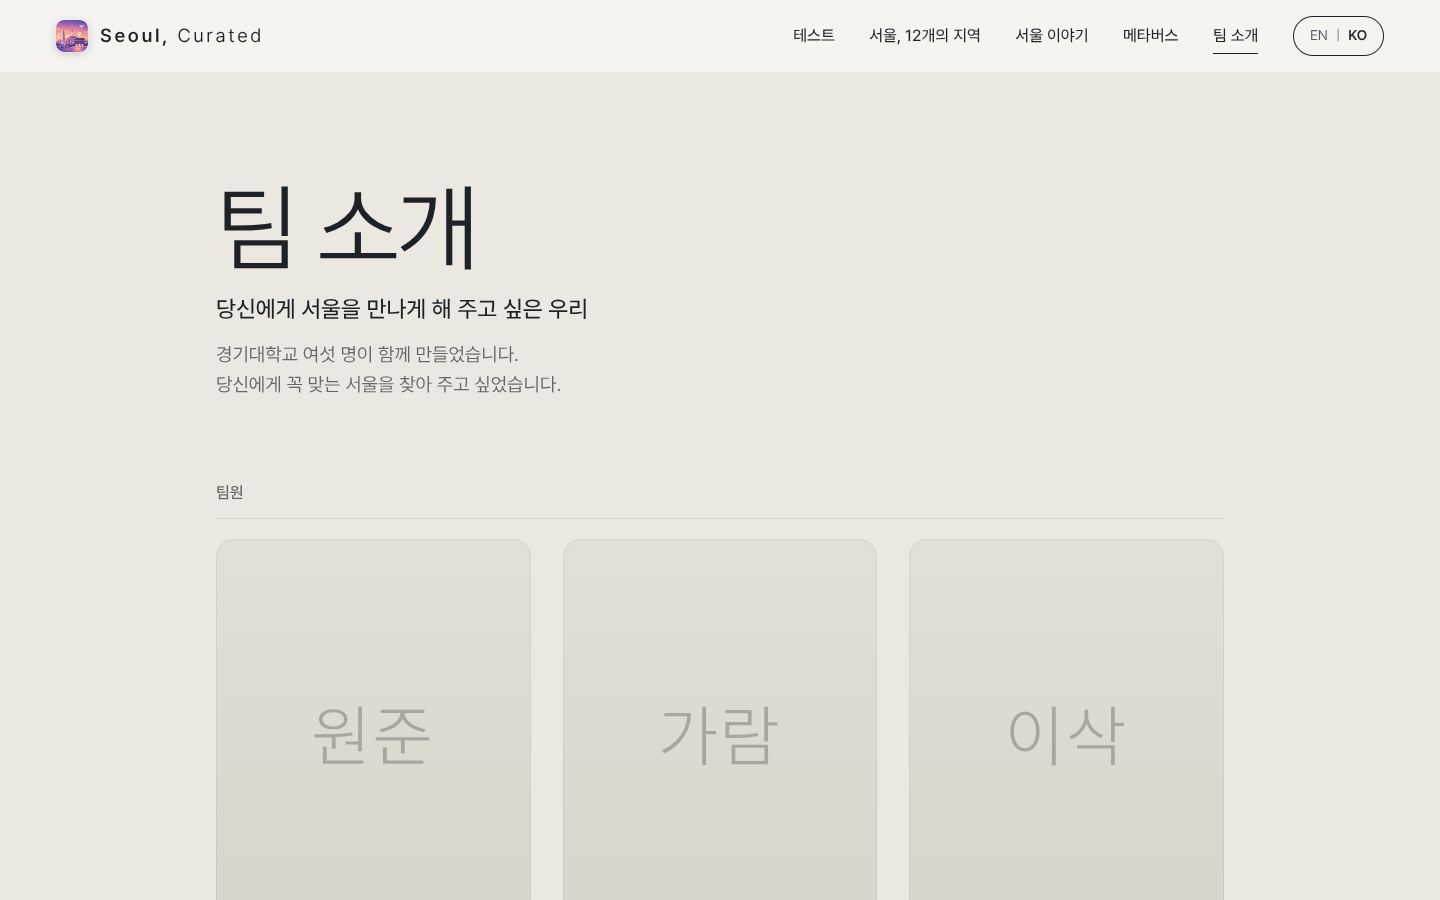 Seoul, Curated
테스트
서울, 12개의 지역
서울 이야기
메타버스
팀 소개
EN | KO
팀 소개
당신에게 서울을 만나게 해 주고 싶은 우리
경기대학교 여섯 명이 함께 만들었습니다.
당신에게 꼭 맞는 서울을 찾아 주고 싶었습니다.
팀원
원준
가람
이삭